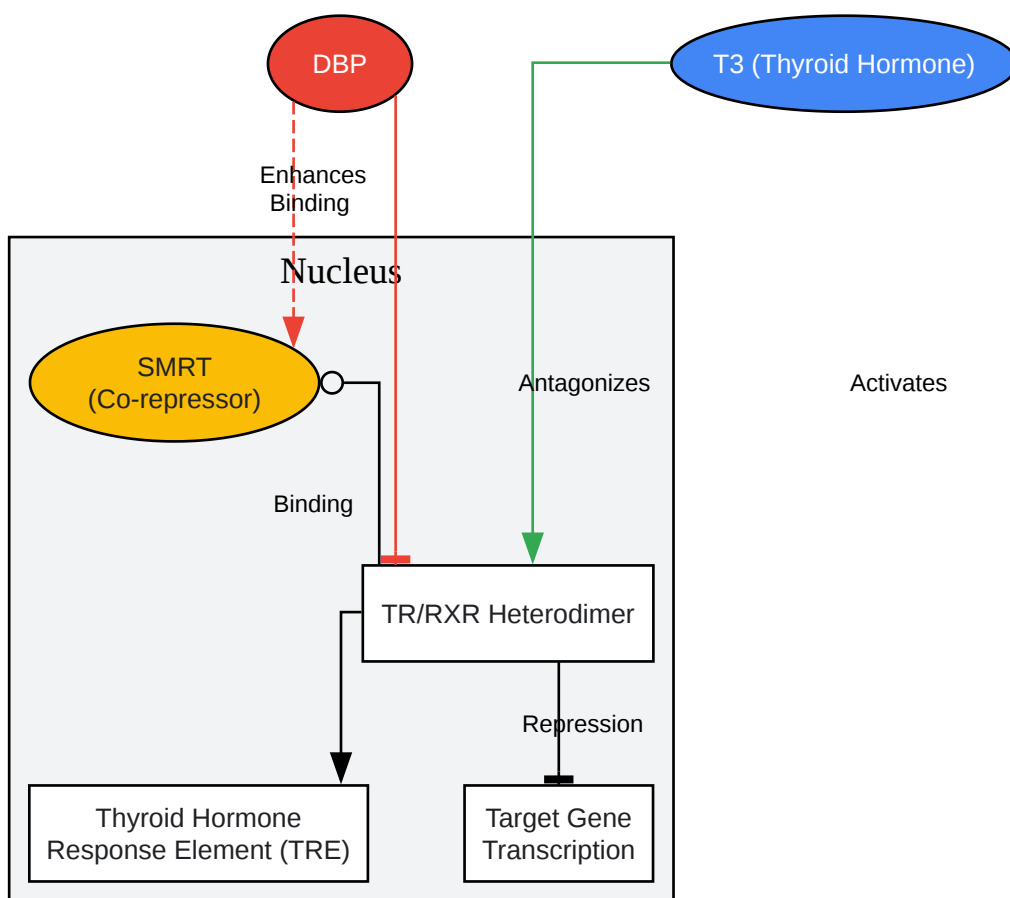 DBP
T3 (Thyroid Hormone)
Enhances
Binding
Nucleus
SMRT
(Co-repressor)
Antagonizes
Activates
Binding
TR/RXR Heterodimer
Repression
Thyroid Hormone
Response Element (TRE)
Target Gene
Transcription